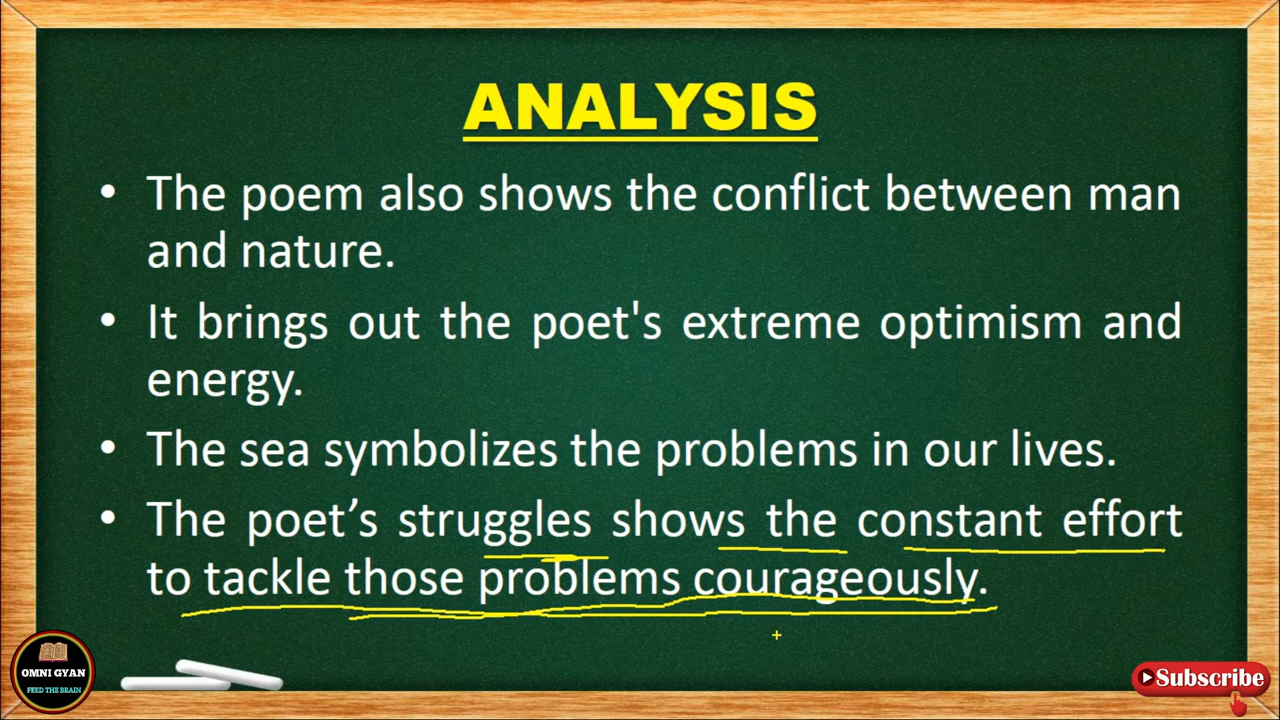 ANALYSIS
• The poem also shows the conflict between man
and nature.
• It brings out the poet's extreme optimism and
energy.
• The sea symbolizes the problems in our lives.
• The poet’s struggles shows the constant effort
to tackle those problems courageously.
OMNI GYAN
FEED THE BRAIN
Subscribe